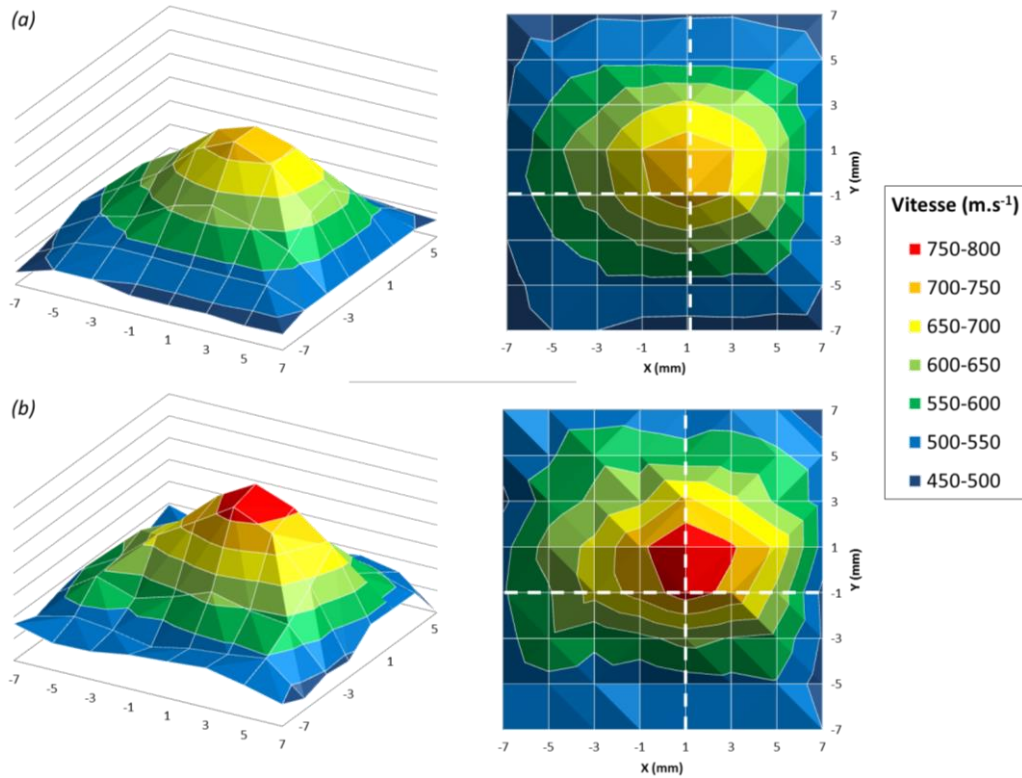 (a)
7
5
3
1
-1
-3
-5
-7
Y (mm)
-7 -5 -3 -1 1 3 5 7
X (mm)
-7 -5 -3 -1 1 3 5 7
-7 -3 1 5
Vitesse (m.s⁻¹)
750-800
700-750
650-700
600-650
550-600
500-550
450-500
(b)
7
5
3
1
-1
-3
-5
-7
Y (mm)
-7 -5 -3 -1 1 3 5 7
X (mm)
-7 -5 -3 -1 1 3 5 7
-7 -3 1 5